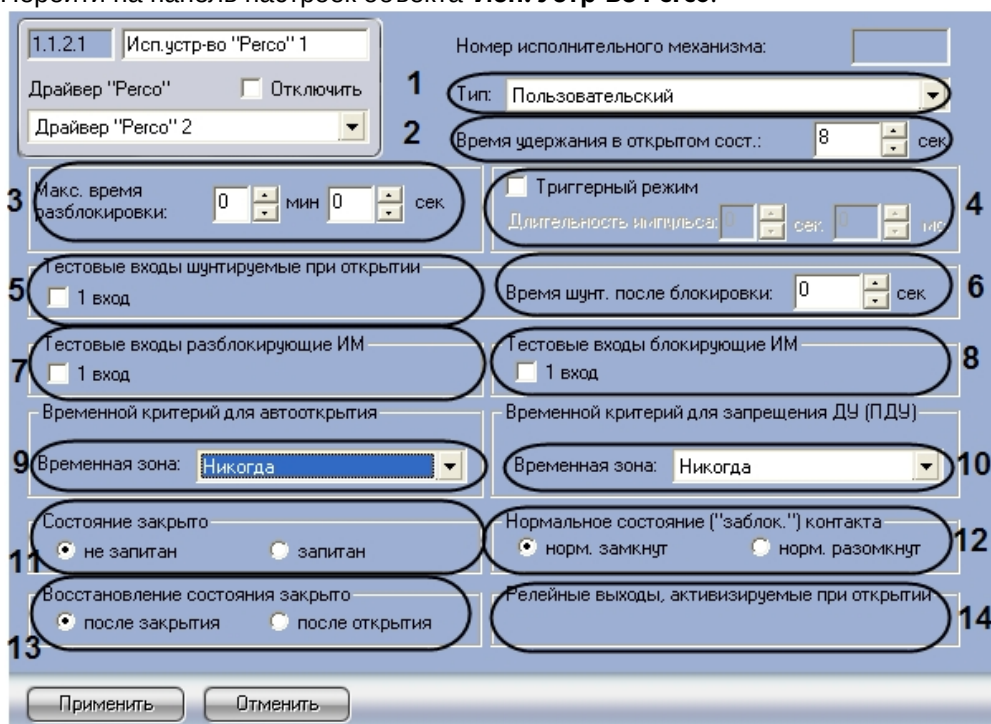 Перейти на панель настроек объекта Исп. Устр-во Perco.
1.1.2.1 Исп.устр-во "Perco" 1
Номер исполнительного механизма:
Драйвер "Perco" Отключить
1 Тип: Пользовательский
Драйвер "Perco" 2
2 Время удержания в открытом сост.: 8 сек
3 Макс. время разблокировки: 0 мин 0 сек
Триггерный режим 4
Длительность импульса: 0 сек 0 мс
Тестовые входы шунтируемые при открытии
5 1 вход
Время шунт. после блокировки: 0 сек 6
Тестовые входы разблокирующие ИМ
7 1 вход
Тестовые входы блокирующие ИМ
1 вход 8
Временной критерий для автооткрытия
9 Временная зона: Никогда
Временной критерий для запрещения ДУ (ПДУ)
Временная зона: Никогда 10
Состояние закрыто
11 не запитан запитан
Нормальное состояние ("заблок.") контакта
норм. замкнут норм. разомкнут 12
Восстановление состояния закрыто
13 после закрытия после открытия
Релейные выходы, активизируемые при открытии
14
Применить Отменить